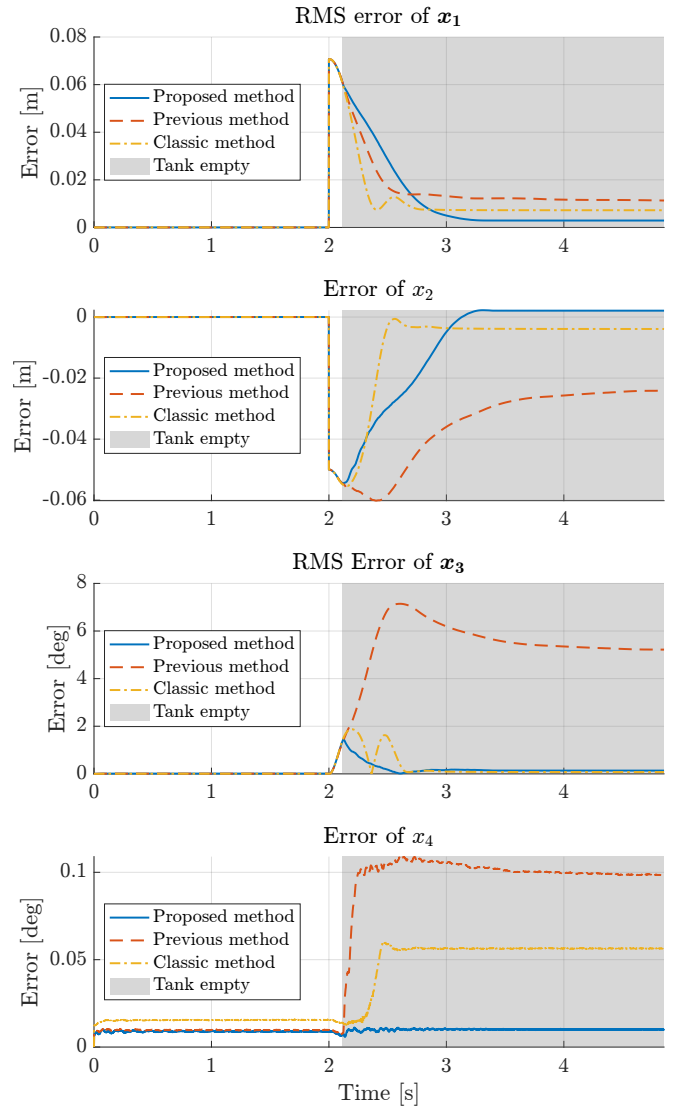 RMS error of x₁
Error [m]
0.08
0.06
0.04
0.02
0
Proposed method
Previous method
Classic method
Tank empty
0 1 2 3 4
Error of x₂
Error [m]
0
-0.02
-0.04
-0.06
Proposed method
Previous method
Classic method
Tank empty
0 1 2 3 4
RMS Error of x₃
Error [deg]
8
6
4
2
0
Proposed method
Previous method
Classic method
Tank empty
0 1 2 3 4
Error of x₄
Error [deg]
0.1
0.05
0
Proposed method
Previous method
Classic method
Tank empty
0 1 2 3 4
Time [s]